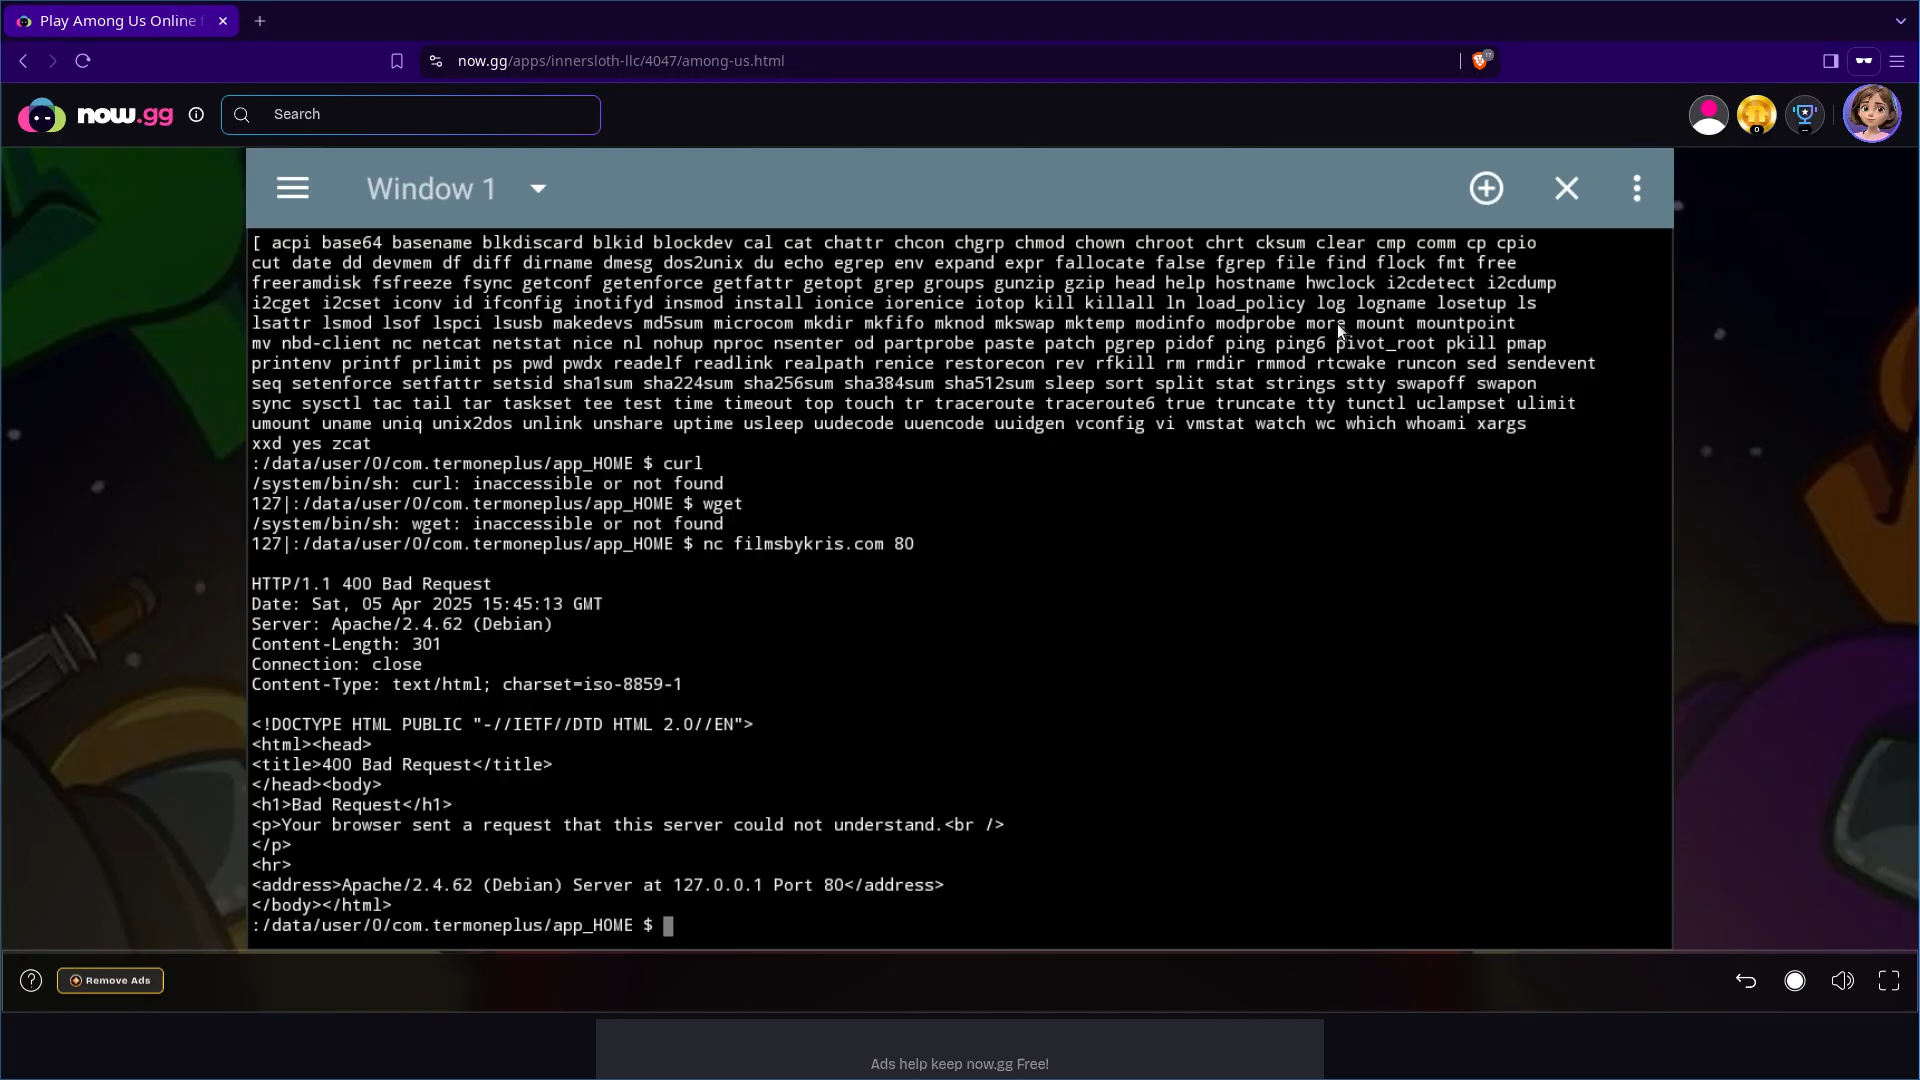 Play Among Us Online f
now.gg/apps/innersloth-llc/4047/among-us.html
17
now.gg
Search
0
--
Window 1
[ acpi base64 basename blkdiscard blkid blockdev cal cat chattr chcon chgrp chmod chown chroot chrt cksum clear cmp comm cp cpio
cut date dd devmem df diff dirname dmesg dos2unix du echo egrep env expand expr fallocate false fgrep file find flock fmt free
freeramdisk fsfreeze fsync getconf getenforce getfattr getopt grep groups gunzip gzip head help hostname hwclock i2cdetect i2cdump
i2cget i2cset iconv id ifconfig inotifyd insmod install ionice iorenice iotop kill killall ln load_policy log logname losetup ls
lsattr lsmod lsof lspci lsusb makedevs md5sum microcom mkdir mkfifo mknod mkswap mktemp modinfo modprobe more mount mountpoint
mv nbd-client nc netcat netstat nice nl nohup nproc nsenter od partprobe paste patch pgrep pidof ping ping6 pivot_root pkill pmap
printenv printf prlimit ps pwd pwdx readelf readlink realpath renice restorecon rev rfkill rm rmdir rmmod rtcwake runcon sed sendevent
seq setenforce setfattr setsid sha1sum sha224sum sha256sum sha384sum sha512sum sleep sort split stat strings stty swapoff swapon
sync sysctl tac tail tar taskset tee test time timeout top touch tr traceroute traceroute6 true truncate tty tunctl uclampset ulimit
umount uname uniq unix2dos unlink unshare uptime usleep uudecode uuencode uuidgen vconfig vi vmstat watch wc which whoami xargs
xxd yes zcat
:/data/user/0/com.termoneplus/app_HOME $ curl
/system/bin/sh: curl: inaccessible or not found
127|:/data/user/0/com.termoneplus/app_HOME $ wget
/system/bin/sh: wget: inaccessible or not found
127|:/data/user/0/com.termoneplus/app_HOME $ nc filmsbykris.com 80
HTTP/1.1 400 Bad Request
Date: Sat, 05 Apr 2025 15:45:13 GMT
Server: Apache/2.4.62 (Debian)
Content-Length: 301
Connection: close
Content-Type: text/html; charset=iso-8859-1
<!DOCTYPE HTML PUBLIC "-//IETF//DTD HTML 2.0//EN">
<html><head>
<title>400 Bad Request</title>
</head><body>
<h1>Bad Request</h1>
<p>Your browser sent a request that this server could not understand.<br />
</p>
<hr>
<address>Apache/2.4.62 (Debian) Server at 127.0.0.1 Port 80</address>
</body></html>
:/data/user/0/com.termoneplus/app_HOME $
Remove Ads
Ads help keep now.gg Free!